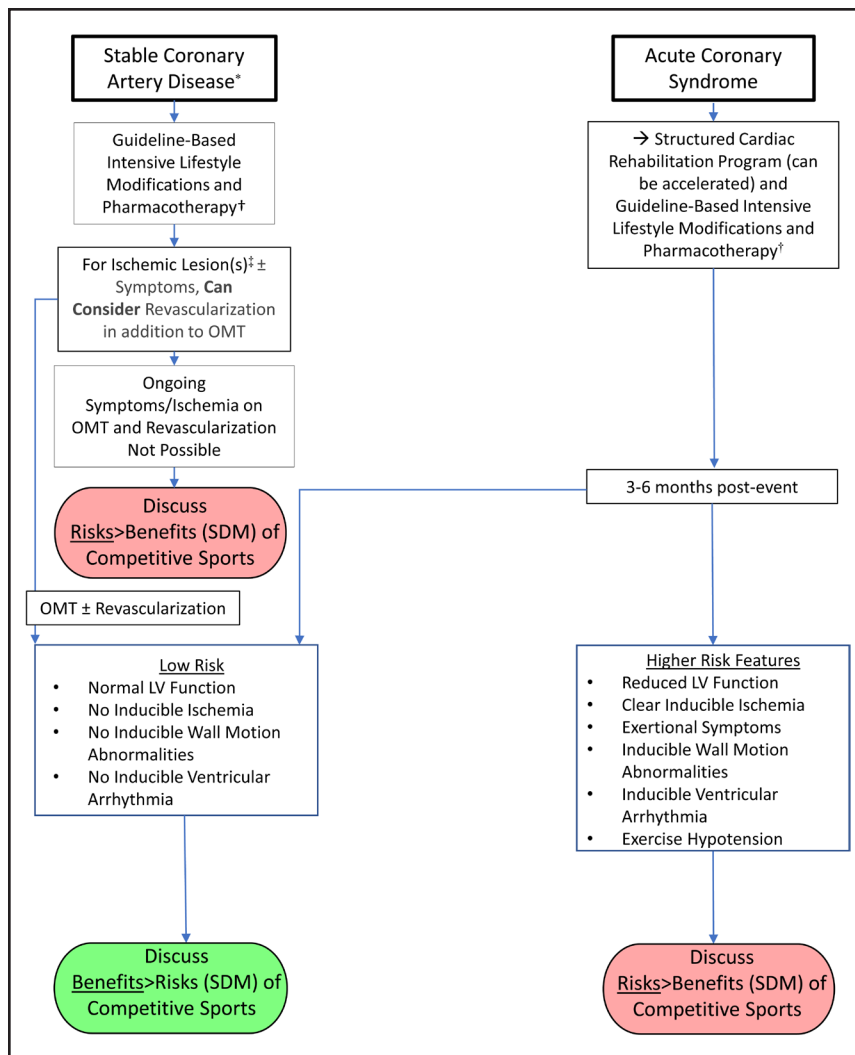 Stable Coronary
Artery Disease*
Guideline-Based
Intensive Lifestyle
Modifications and
Pharmacotherapy†
For Ischemic Lesion(s)‡ ±
Symptoms, Can
Consider Revascularization
in addition to OMT
Ongoing
Symptoms/Ischemia on
OMT and Revascularization
Not Possible
Discuss
Risks>Benefits (SDM) of
Competitive Sports
OMT ± Revascularization
Low Risk
• Normal LV Function
• No Inducible Ischemia
• No Inducible Wall Motion
Abnormalities
• No Inducible Ventricular
Arrhythmia
Discuss
Benefits>Risks (SDM) of
Competitive Sports
Acute Coronary
Syndrome
→ Structured Cardiac
Rehabilitation Program (can
be accelerated) and
Guideline-Based Intensive
Lifestyle Modifications and
Pharmacotherapy†
3-6 months post-event
Higher Risk Features
• Reduced LV Function
• Clear Inducible Ischemia
• Exertional Symptoms
• Inducible Wall Motion
Abnormalities
• Inducible Ventricular
Arrhythmia
• Exercise Hypotension
Discuss
Risks>Benefits (SDM) of
Competitive Sports